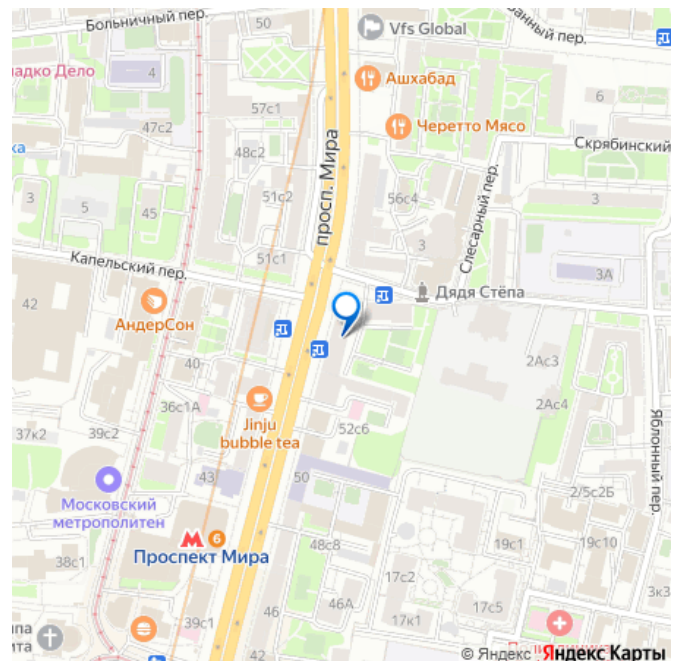 Больничный пер.
50
Vfs Global
анный пер.
адко Дело
4
Ашхабад
57с1
6
47с2
Черетто Мясо
ка
48с2
просп. Мира
Скрябинский
3
5
45
51с2
56с4
Слесарный пер.
3
3
51с1
Капельский пер.
3А
42
Дядя Стёпа
АндерСон
40
2Ас3
36с1А
Jinju
bubble tea
2Ас4
37к2
39с2
52с6
Яблонный пер.
43
50
Московский
метрополитен
2/5с2Б
6
Проспект Мира
48с8
19с1
19с10
38с1
17с2
3к3
39с1
46
46А
17к1
17с5
ита
42
© Яндекс Яндекс Карты